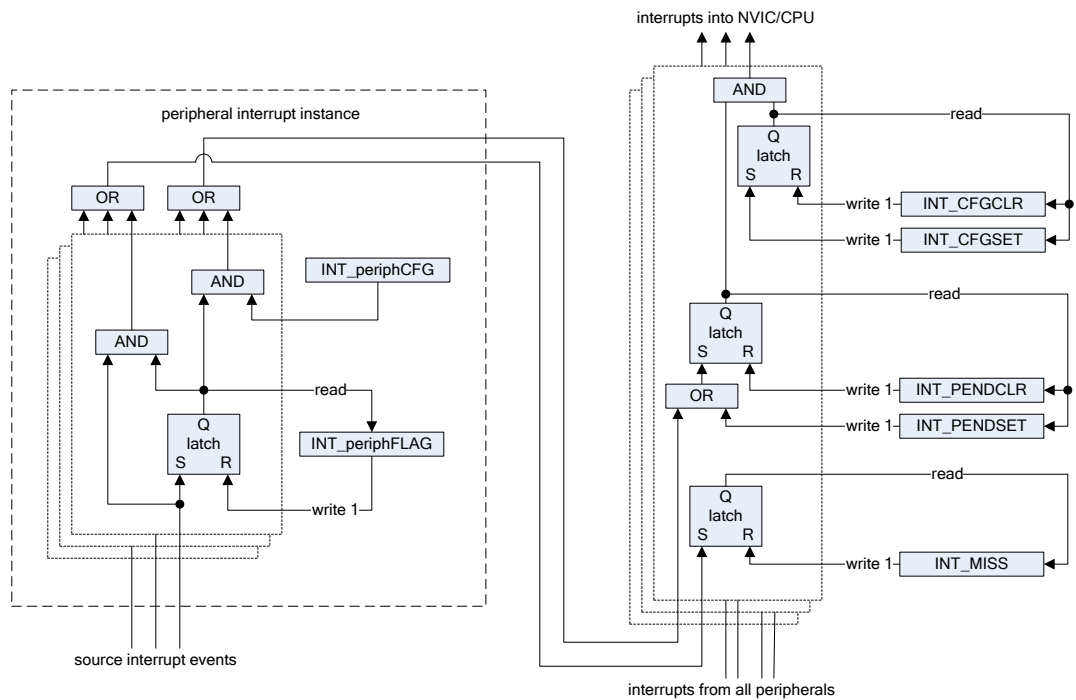 interrupts into NVIC/CPU
peripheral interrupt instance
OR
OR
AND
INT_periphCFG
AND
read
Q
latch
S R
INT_periphFLAG
write 1
source interrupt events
AND
read
Q
latch
S R
write 1
INT_CFGCLR
write 1
INT_CFGSET
read
Q
latch
S R
write 1
INT_PENDCLR
OR
write 1
INT_PENDSET
read
Q
latch
S R
write 1
INT_MISS
interrupts from all peripherals